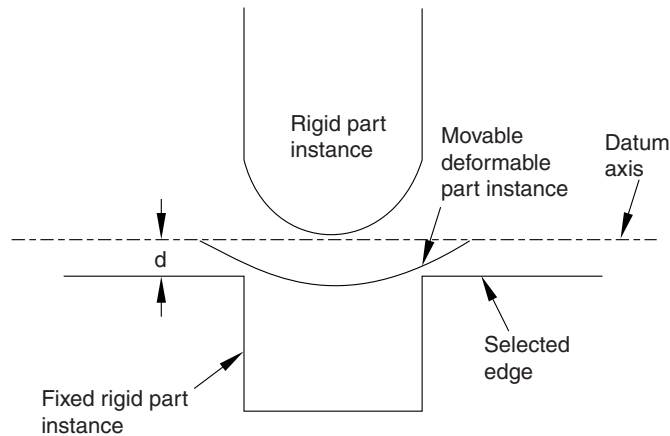 Rigid part
instance
Movable
deformable
part instance
Datum
axis
d
Selected
edge
Fixed rigid part
instance